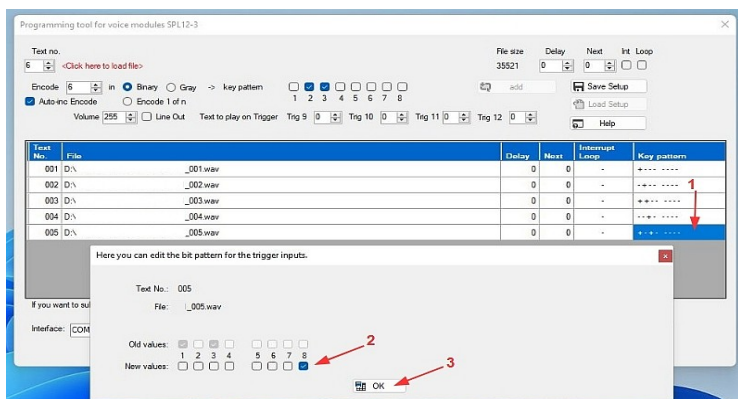 Programming tool for voice modules SPL12-3
Text no. File size Delay Next Int Loop
6 <Click here to load file> 35521 0 0
Encode 6 in Binary Gray -> key pattern add Save Setup
1 2 3 4 5 6 7 8
Auto-inc Encode Encode 1 of n Load Setup
Volume 255 Line Out Text to play on Trigger Trig 9 0 Trig 10 0 Trig 11 0 Trig 12 0 Help
Text No. File Delay Next Interrupt Loop Key pattern
001 D:\ _001.wav 0 0 - +--- ----
002 D:\ _002.wav 0 0 - -+-- ----
003 D:\ _003.wav 0 0 - ++-- ----
004 D:\ _004.wav 0 0 - --+- ----
005 D:\ _005.wav 0 0 - +-+- ----
1
Here you can edit the bit pattern for the trigger inputs.
Text No.: 005
File: _005.wav
If you want to sul
Interface: COM
Old values:
1 2 3 4 5 6 7 8
New values:
2
3
OK